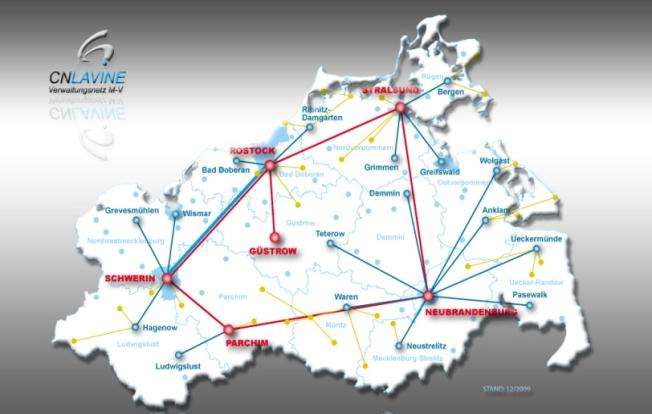 CNLAVINE
Verwaltungsnetz M-V
STRALSUND
Rügen
Bergen
Ribnitz-
Damgarten
ROSTOCK
Nordvorpommern
Bad Doberan
Bad Doberan
Grimmen
Greifswald
Wolgast
Ostvorpommern
Demmin
Grevesmühlen
Wismar
Güstrow
Anklam
Nordwestmecklenburg
Teterow
Demmin
Ueckermünde
GÜSTROW
SCHWERIN
Parchim
Waren
Uecker-Randow
Pasewalk
NEUBRANDENBURG
Hagenow
Müritz
Ludwigslust
PARCHIM
Neustrelitz
Mecklenburg-Strelitz
Ludwigslust
STAND: 12/2009